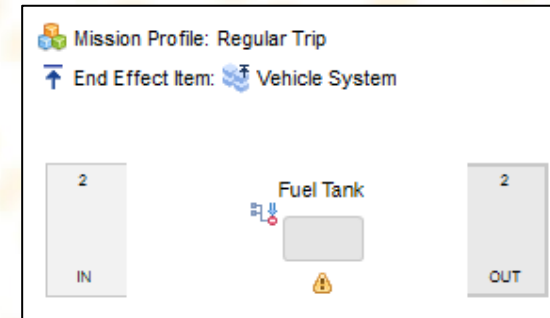 Mission Profile: Regular Trip
End Effect Item: Vehicle System
2
Fuel Tank
2
IN
OUT